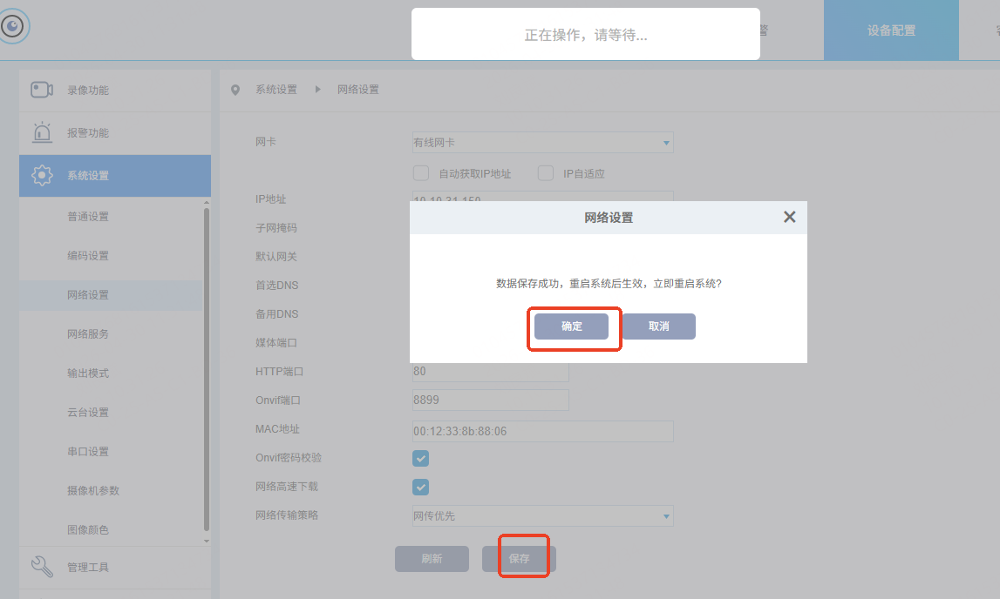 正在操作，请等待...
警
设备配置
录像功能
报警功能
系统设置
普通设置
编码设置
网络设置
网络服务
输出模式
云台设置
串口设置
摄像机参数
图像颜色
管理工具
系统设置
网络设置
网卡
有线网卡
自动获取IP地址
IP自适应
IP地址
10.10.31.150
子网掩码
默认网关
首选DNS
备用DNS
媒体端口
HTTP端口
80
Onvif端口
8899
MAC地址
00:12:33:8b:88:06
Onvif密码校验
网络高速下载
网络传输策略
网传优先
刷新
保存
网络设置
数据保存成功，重启系统后生效，立即重启系统?
确定
取消